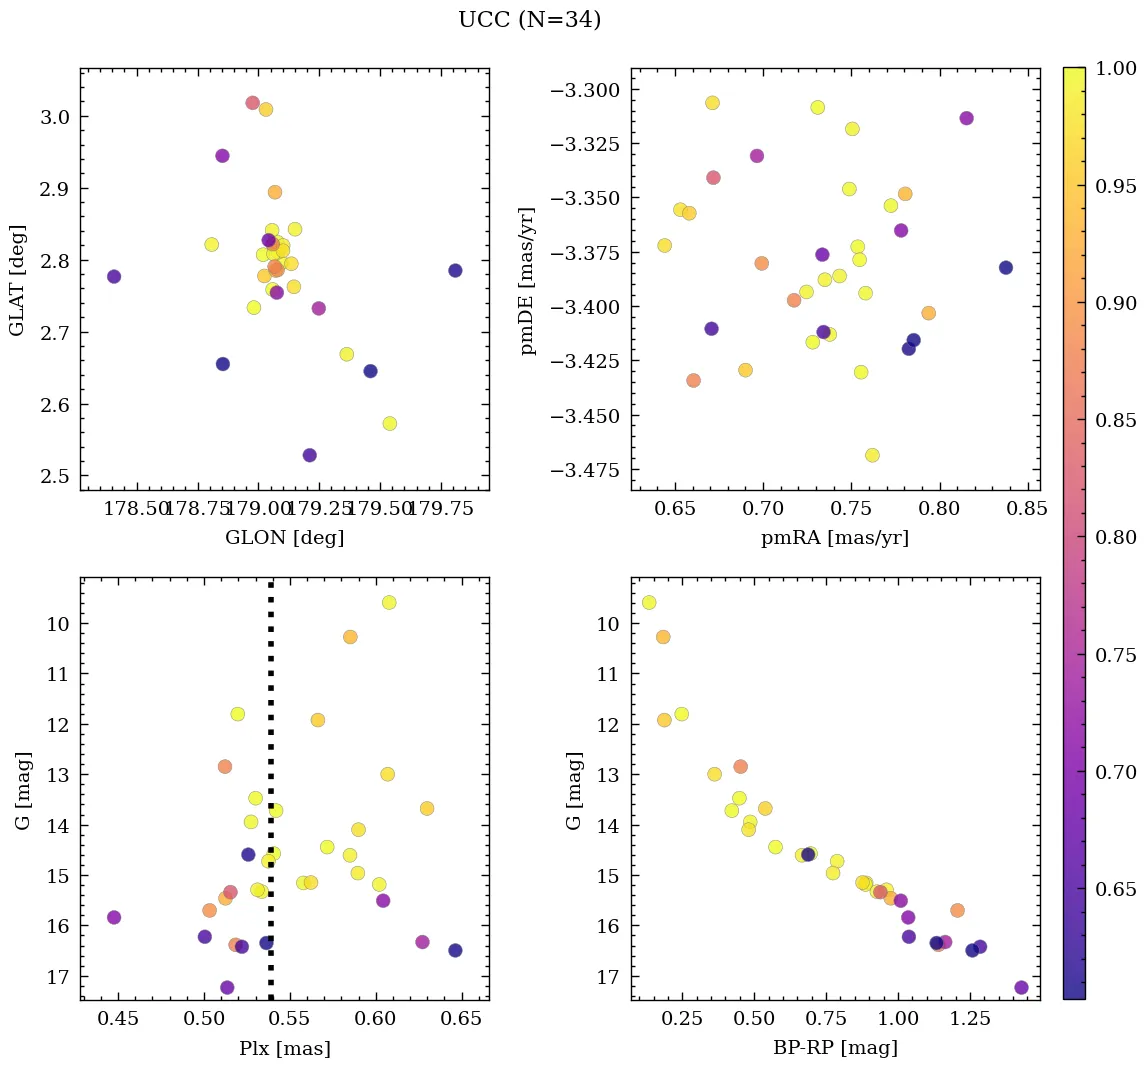 UCC (N=34)
3.0
2.9
2.8
2.7
2.6
2.5
GLAT [deg]
178.50 178.75 179.00 179.25 179.50 179.75
GLON [deg]
−3.300
−3.325
−3.350
−3.375
−3.400
−3.425
−3.450
−3.475
pmDE [mas/yr]
0.65 0.70 0.75 0.80 0.85
pmRA [mas/yr]
10
11
12
13
14
15
16
17
G [mag]
0.45 0.50 0.55 0.60 0.65
Plx [mas]
10
11
12
13
14
15
16
17
G [mag]
0.25 0.50 0.75 1.00 1.25
BP-RP [mag]
1.00
0.95
0.90
0.85
0.80
0.75
0.70
0.65